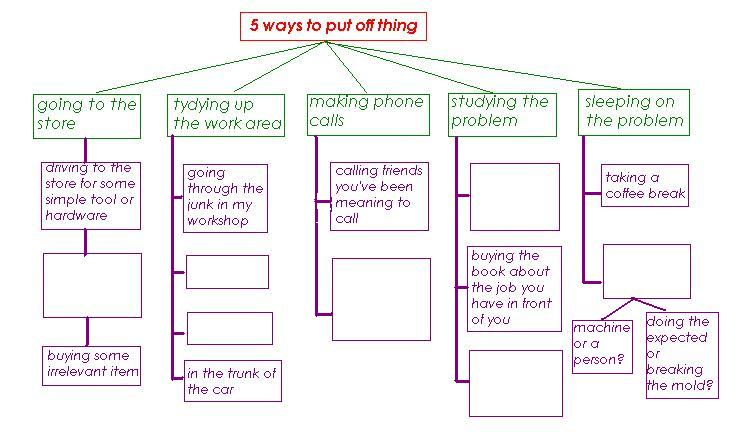 5 ways to put off thing
going to the
store
tydying up
the work area
making phone
calls
studying the
problem
sleeping on
the problem
driving to the
store for some
simple tool or
hardware
buying some
irrelevant item
going
through the
junk in my
workshop
in the trunk of
the car
calling friends
you've been
meaning to
call
buying the
book about
the job you
have in front
of you
taking a
coffee break
machine
or a
person?
doing the
expected
or
breaking
the mold?